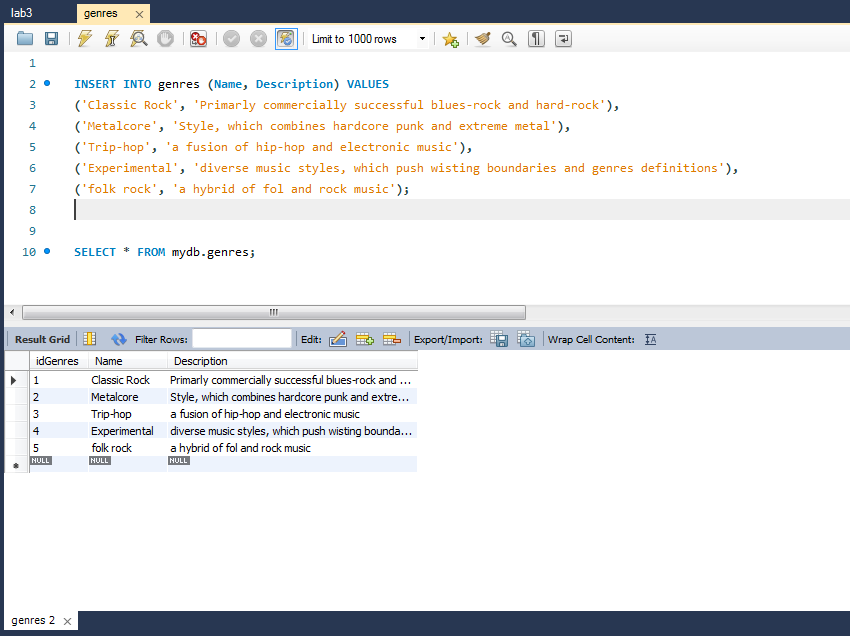 lab3 genres
Limit to 1000 rows
1
2 INSERT INTO genres (Name, Description) VALUES
3 ('Classic Rock', 'Primarly commercially successful blues-rock and hard-rock'),
4 ('Metalcore', 'Style, which combines hardcore punk and extreme metal'),
5 ('Trip-hop', 'a fusion of hip-hop and electronic music'),
6 ('Experimental', 'diverse music styles, which push wisting boundaries and genres definitions'),
7 ('folk rock', 'a hybrid of fol and rock music');
8
9
10 SELECT * FROM mydb.genres;
Result Grid Filter Rows: Edit: Export/Import: Wrap Cell Content: IA
idGenres Name Description
1 Classic Rock Primarly commercially successful blues-rock and ...
2 Metalcore Style, which combines hardcore punk and extre...
3 Trip-hop a fusion of hip-hop and electronic music
4 Experimental diverse music styles, which push wisting bounda...
5 folk rock a hybrid of fol and rock music
NULL NULL NULL
genres 2